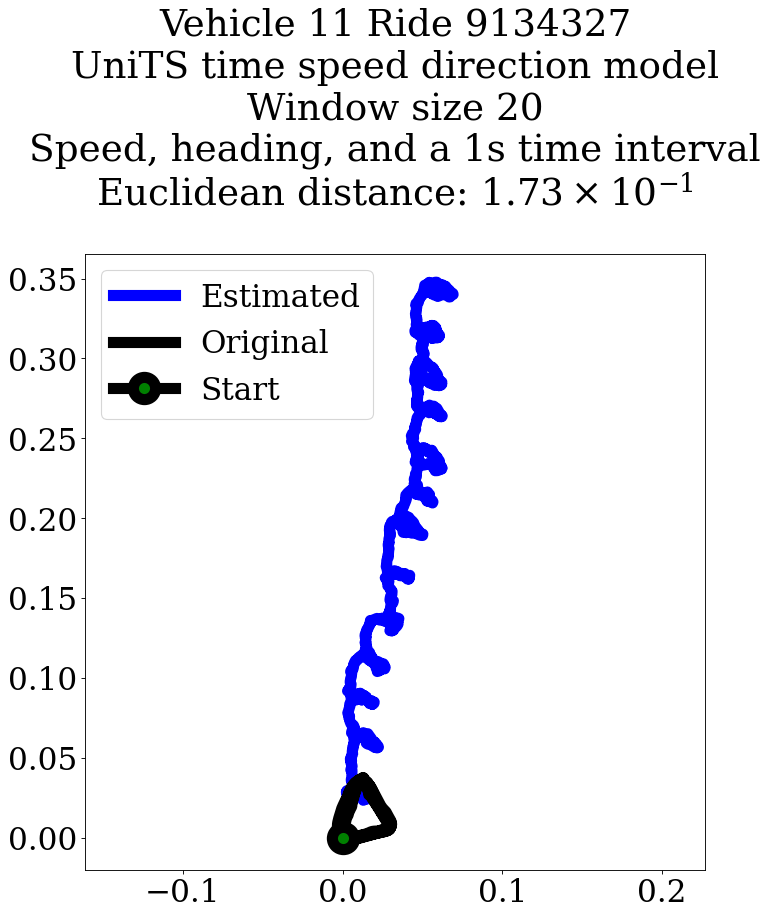 Vehicle 11 Ride 9134327
UniTS time speed direction model
Window size 20
Speed, heading, and a 1s time interval
Euclidean distance: 1.73 × 10⁻¹
Estimated
Original
Start
0.35
0.30
0.25
0.20
0.15
0.10
0.05
0.00
−0.1 0.0 0.1 0.2